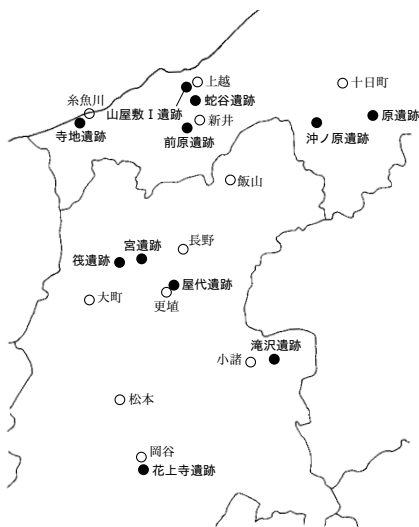 上越
十日町
糸魚川
山屋敷Ⅰ遺跡
蛇谷遺跡
原遺跡
寺地遺跡
新井
前原遺跡
沖ノ原遺跡
飯山
宮遺跡
長野
筏遺跡
屋代遺跡
大町
更埴
滝沢遺跡
小諸
松本
岡谷
花上寺遺跡